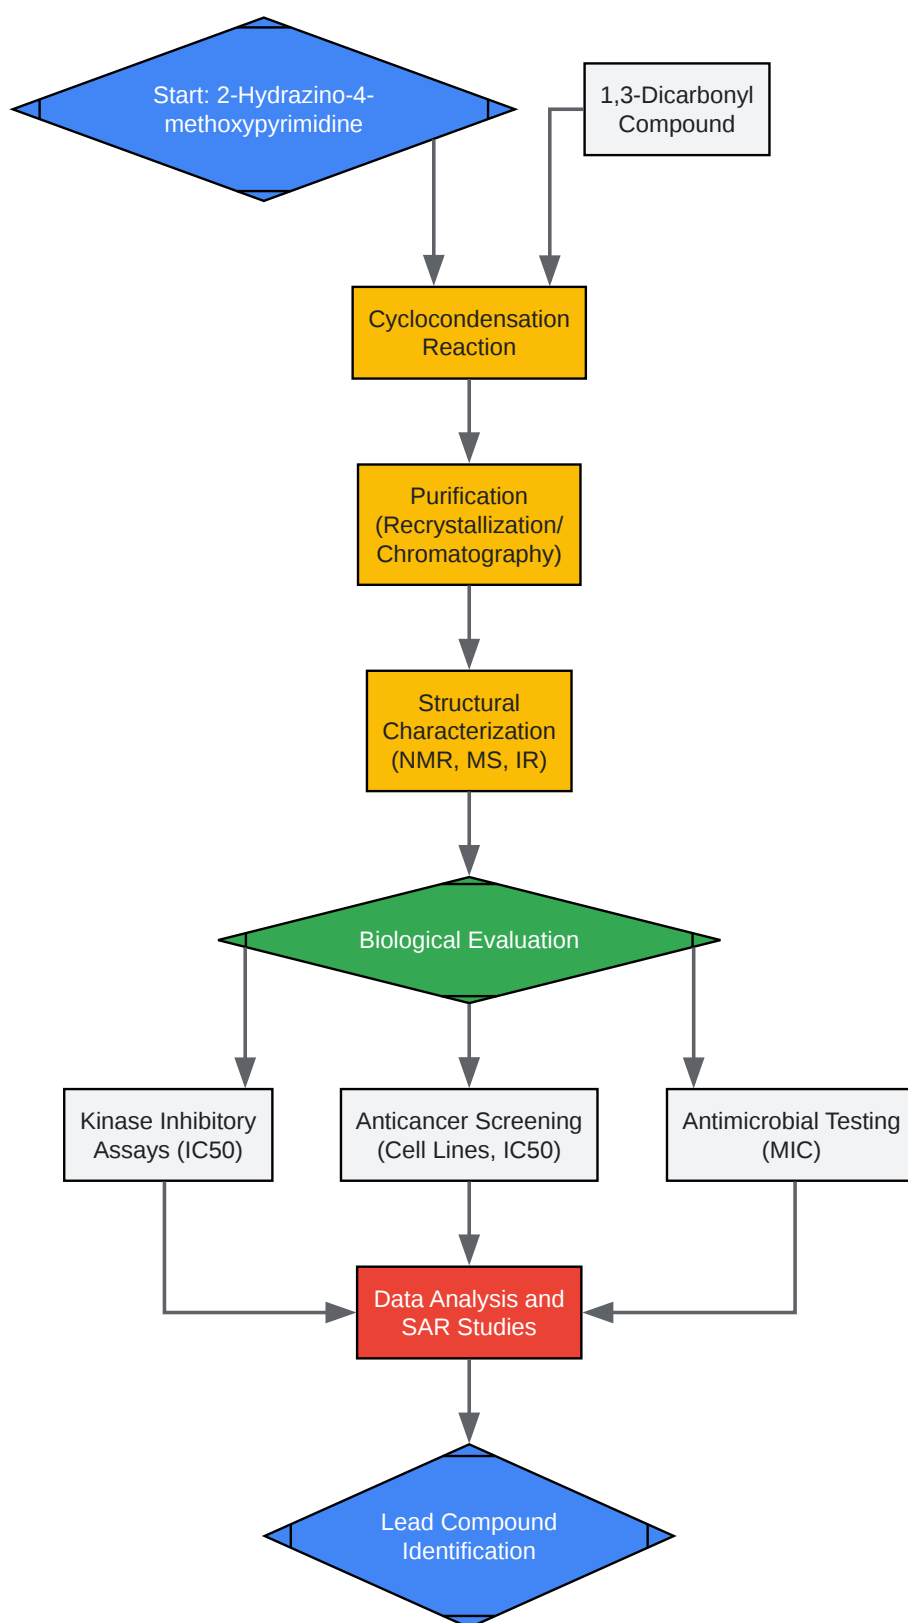 Start: 2-Hydrazino-4-
methoxypyrimidine
1,3-Dicarbonyl
Compound
Cyclocondensation
Reaction
Purification
(Recrystallization/
Chromatography)
Structural
Characterization
(NMR, MS, IR)
Biological Evaluation
Kinase Inhibitory
Assays (IC50)
Anticancer Screening
(Cell Lines, IC50)
Antimicrobial Testing
(MIC)
Data Analysis and
SAR Studies
Lead Compound
Identification